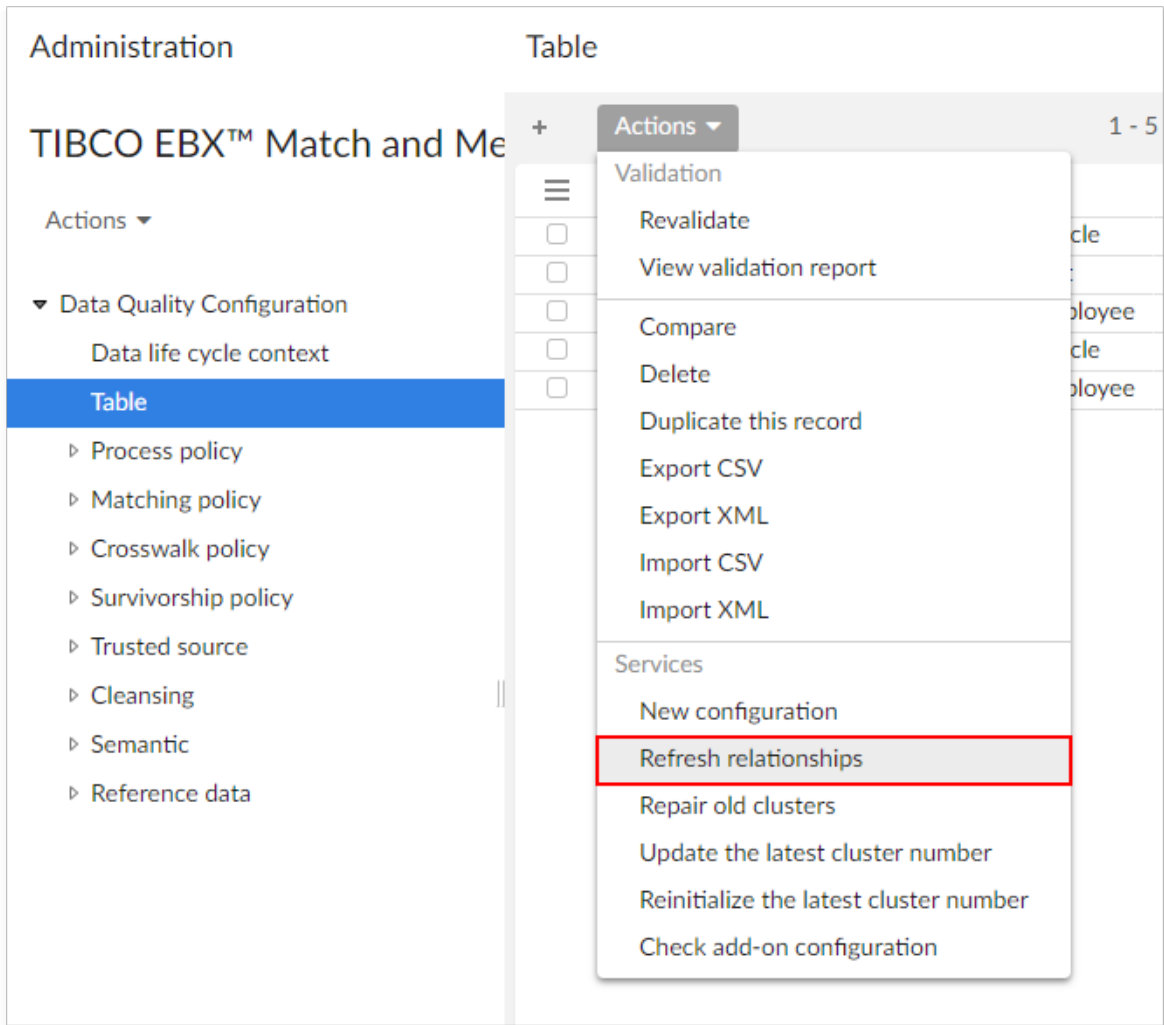 Administration
TIBCO EBX™ Match and Me
Actions
Data Quality Configuration
Data life cycle context
Table
Process policy
Matching policy
Crosswalk policy
Survivorship policy
Trusted source
Cleansing
Semantic
Reference data
Table
+ Actions 1 - 5
Validation
Revalidate
View validation report
Compare
Delete
Duplicate this record
Export CSV
Export XML
Import CSV
Import XML
Services
New configuration
Refresh relationships
Repair old clusters
Update the latest cluster number
Reinitialize the latest cluster number
Check add-on configuration
cle
ployee
cle
ployee